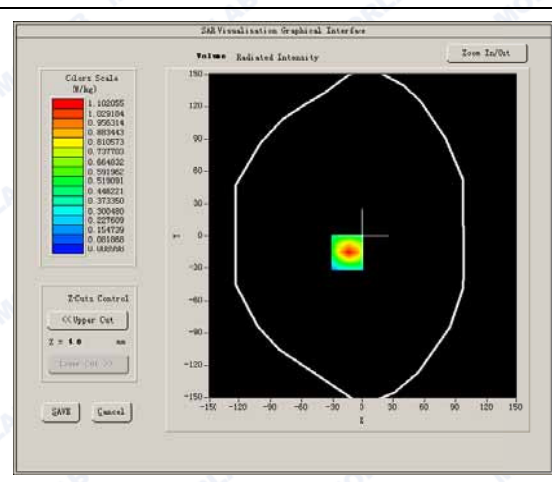 SAR Visualisation Graphical Interface
Volume Radiated Intensity
Zoom In/Out
Colors Scale
(W/kg)
1.102055
1.029184
0.956314
0.883443
0.810573
0.737703
0.664832
0.591962
0.519091
0.446221
0.373350
0.300480
0.227609
0.154739
0.081868
150
90
60
30
0
-30
-60
-90
-120
-150
Y
-150 -120 -90 -60 -30 0 30 60 90 120 150
X
Z-Cuts Control
<< Upper Cut
Z = 4.0 mm
Lower Cut >>
SAVE Cancel